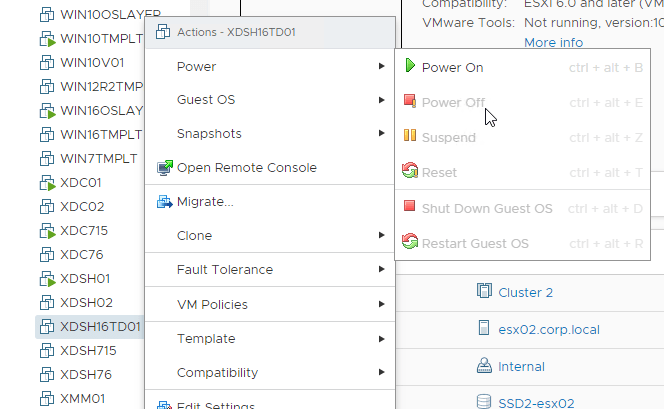 WIN10OSLAYER
WIN10TMPLT
WIN10V01
WIN12R2TMP
WIN16OSLAY
WIN16TMPLT
WIN7TMPLT
XDC01
XDC02
XDC715
XDC76
XDSH01
XDSH02
XDSH16TD01
XDSH715
XDSH76
XMM01
Actions - XDSH16TD01
Power
Guest OS
Snapshots
Open Remote Console
Migrate...
Clone
Fault Tolerance
VM Policies
Template
Compatibility
Edit Settings
Compatibility: ESXi 6.0 and later (VM
VMware Tools: Not running, version:10
More info
Power On ctrl + alt + B
Power Off ctrl + alt + E
Suspend ctrl + alt + Z
Reset ctrl + alt + T
Shut Down Guest OS ctrl + alt + D
Restart Guest OS ctrl + alt + R
Cluster 2
esx02.corp.local
Internal
SSD2-esx02